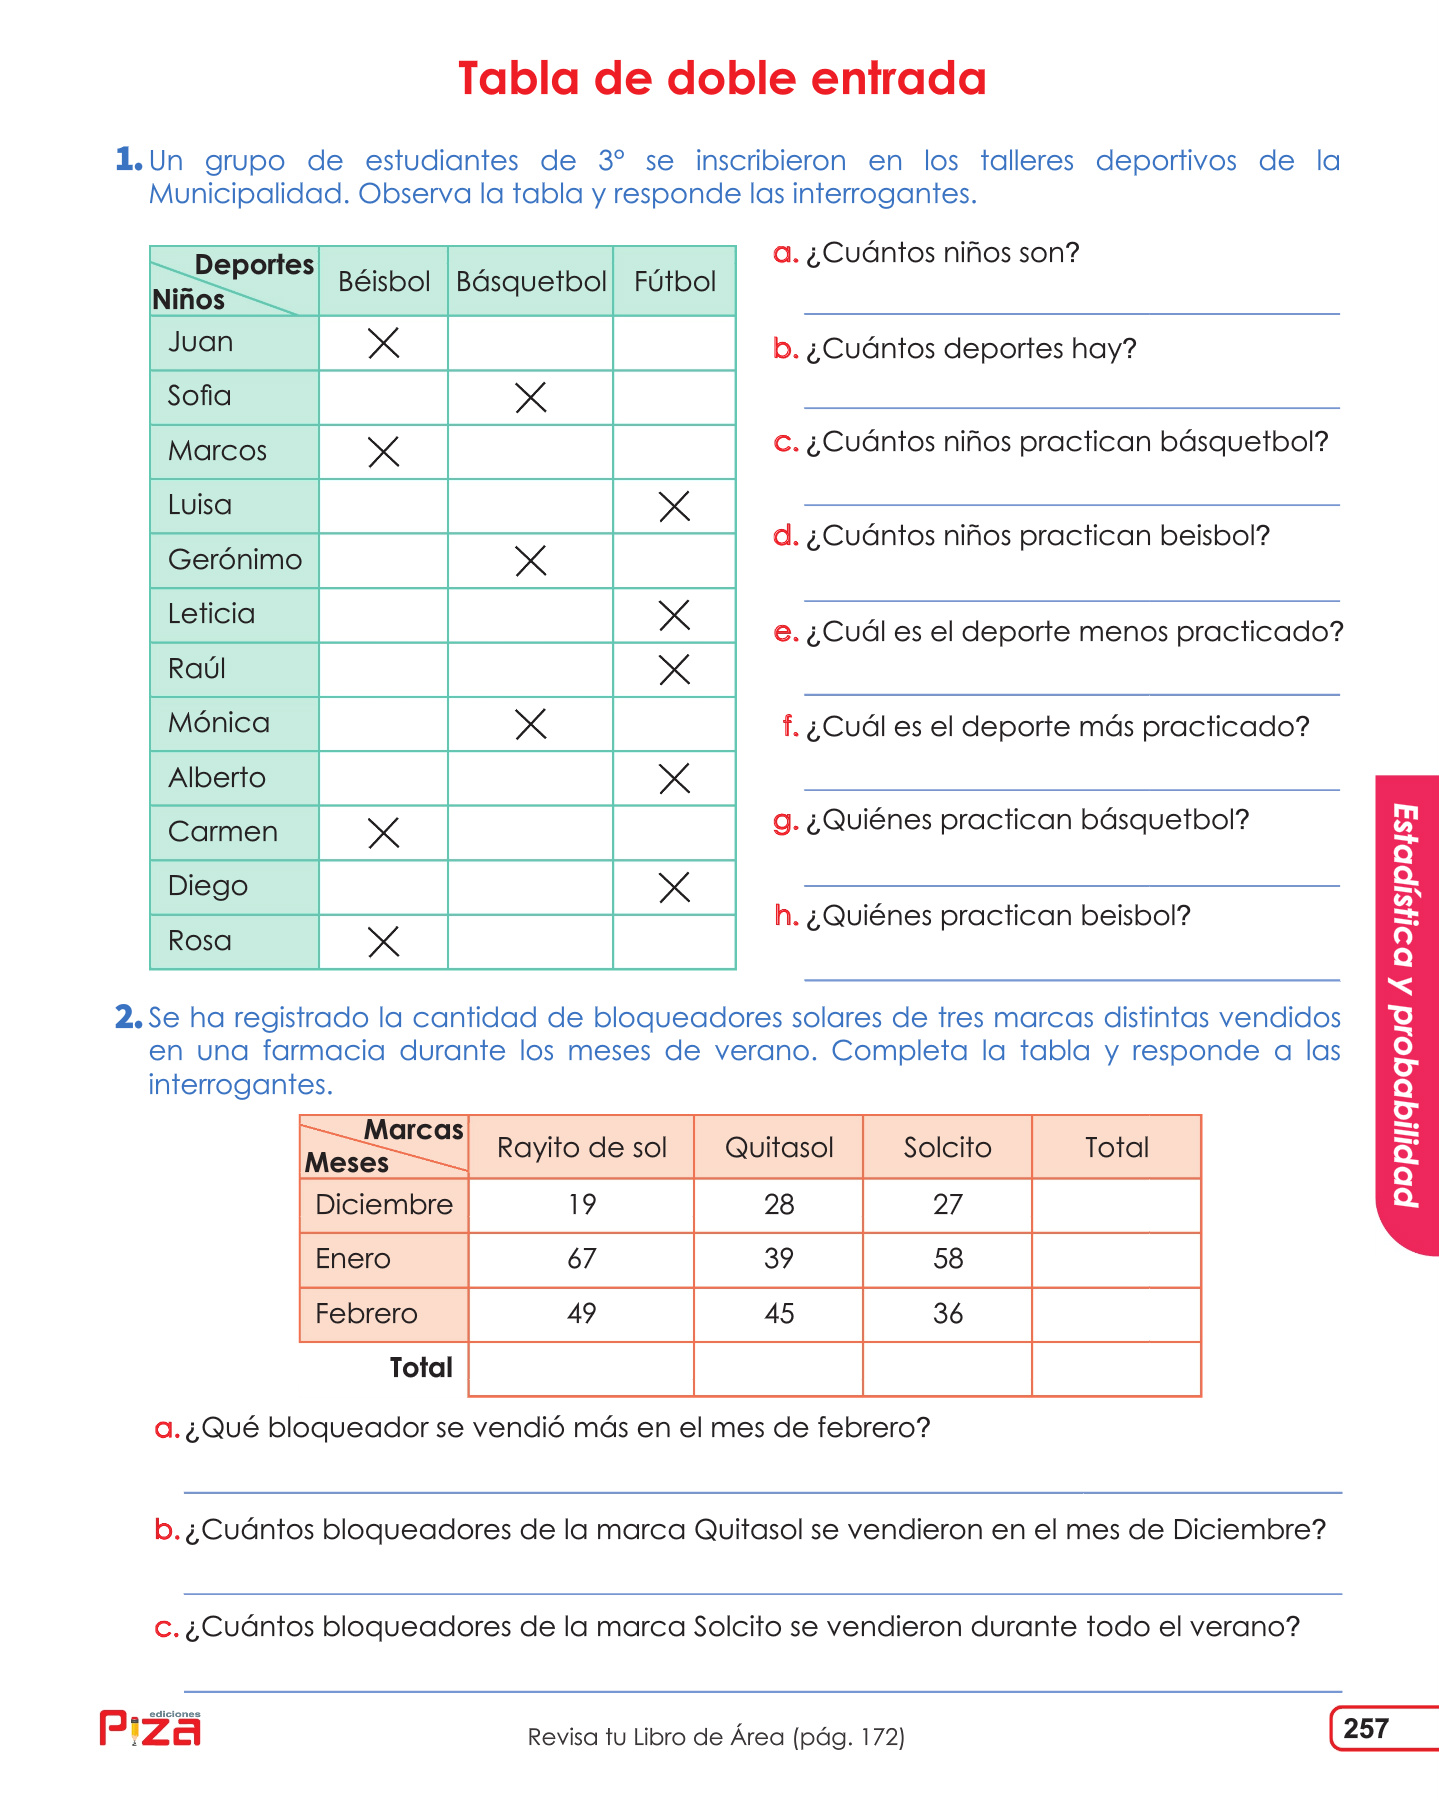 Tabla de doble entrada
1. Un grupo de estudiantes de 3° se inscribieron en los talleres deportivos de la
Municipalidad. Observa la tabla y responde las interrogantes.
Deportes
Niños
Béisbol Básquetbol Fútbol
Juan X
Sofia X
Marcos X
Luisa X
Gerónimo X
Leticia X
Raúl X
Mónica X
Alberto X
Carmen X
Diego X
Rosa X
a. ¿Cuántos niños son?
b. ¿Cuántos deportes hay?
c. ¿Cuántos niños practican básquetbol?
d. ¿Cuántos niños practican beisbol?
e. ¿Cuál es el deporte menos practicado?
f. ¿Cuál es el deporte más practicado?
g. ¿Quiénes practican básquetbol?
h. ¿Quiénes practican beisbol?
2. Se ha registrado la cantidad de bloqueadores solares de tres marcas distintas vendidos
en una farmacia durante los meses de verano. Completa la tabla y responde a las
interrogantes.
Marcas
Meses
Rayito de sol Quitasol Solcito Total
Diciembre 19 28 27
Enero 67 39 58
Febrero 49 45 36
Total
a. ¿Qué bloqueador se vendió más en el mes de febrero?
b. ¿Cuántos bloqueadores de la marca Quitasol se vendieron en el mes de Diciembre?
c. ¿Cuántos bloqueadores de la marca Solcito se vendieron durante todo el verano?
Estadística y probabilidad
ediciones
Piza
Revisa tu Libro de Área (pág. 172)
257